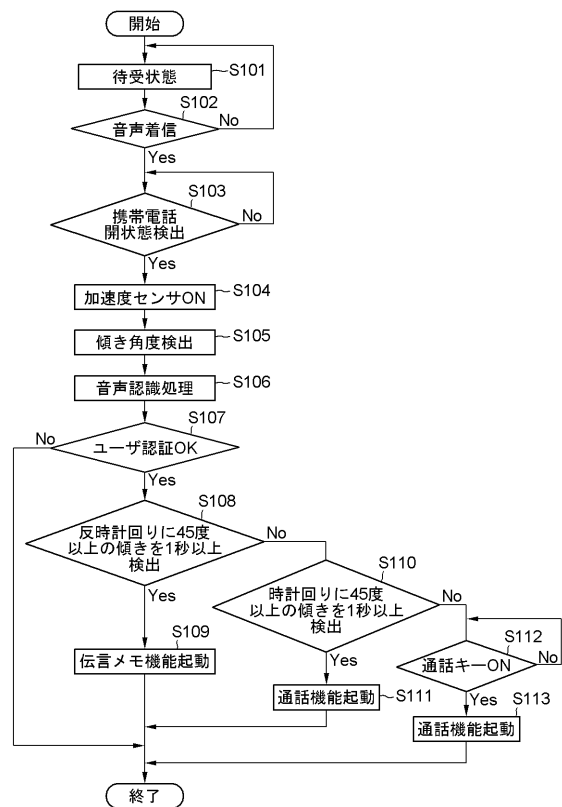 開始
待受状態
S101
音声着信
S102
No
Yes
携帯電話
開状態検出
S103
No
Yes
加速度センサON
S104
傾き角度検出
S105
音声認識処理
S106
ユーザ認証OK
S107
No
Yes
反時計回りに45度
以上の傾きを1秒以上
検出
S108
No
Yes
伝言メモ機能起動
S109
時計回りに45度
以上の傾きを1秒以上
検出
S110
No
Yes
通話機能起動
S111
通話キーON
S112
No
Yes
通話機能起動
S113
終了